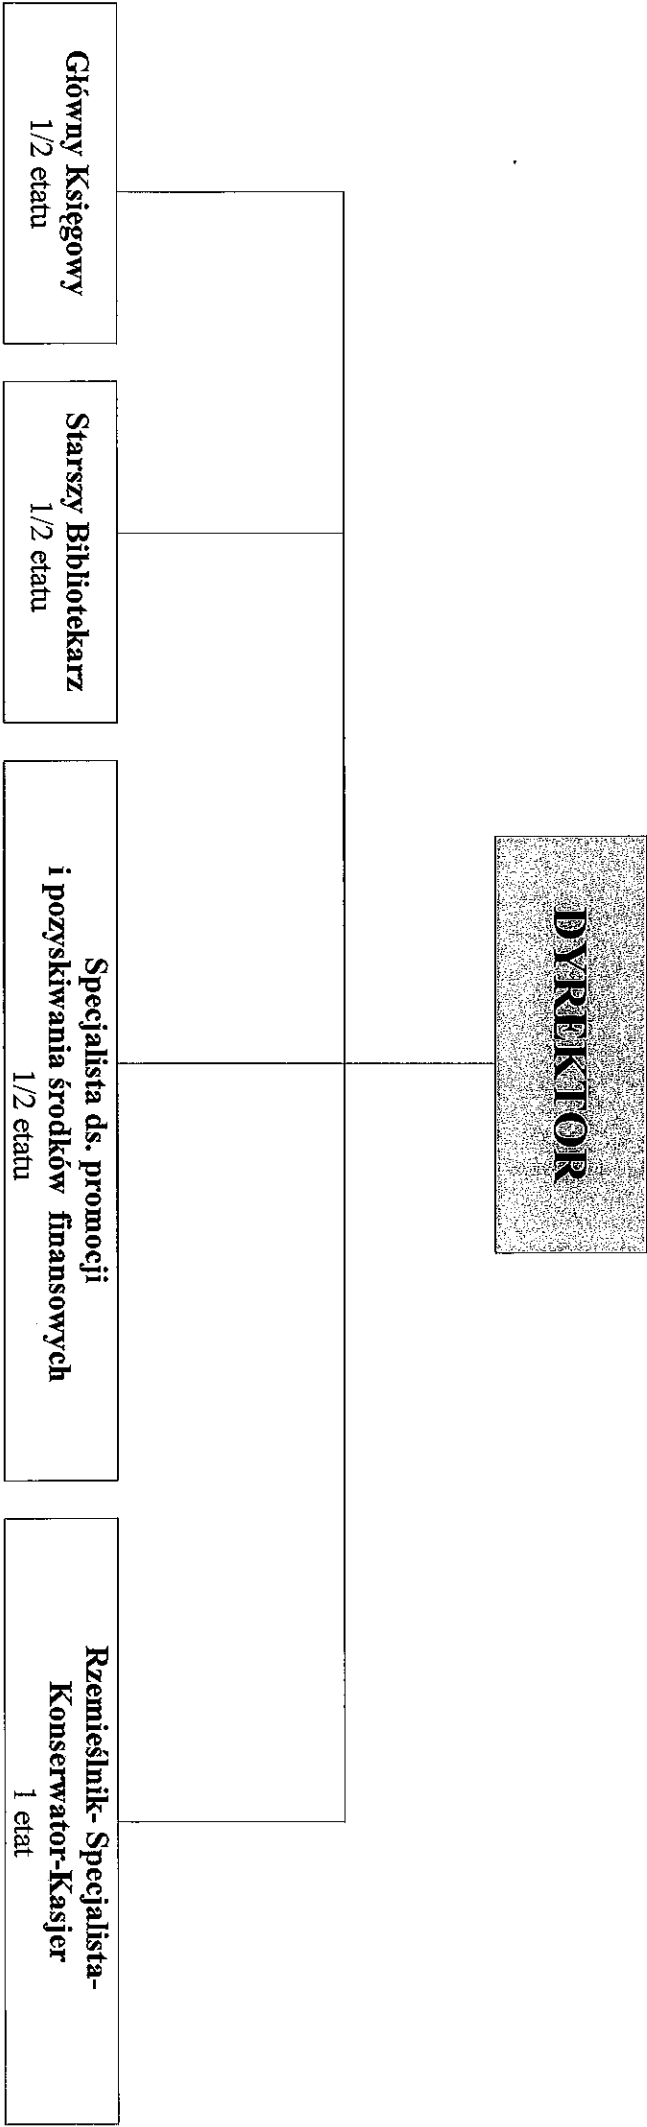 DYREKTOR
Główny Księgowy
1/2 etatu
Starszy Bibliotekarz
1/2 etatu
Specjalista ds. promocji
i pozyskiwania środków finansowych
1/2 etatu
Rzemieślnik- Specjalista-
Konserwator-Kasjer
1 etat